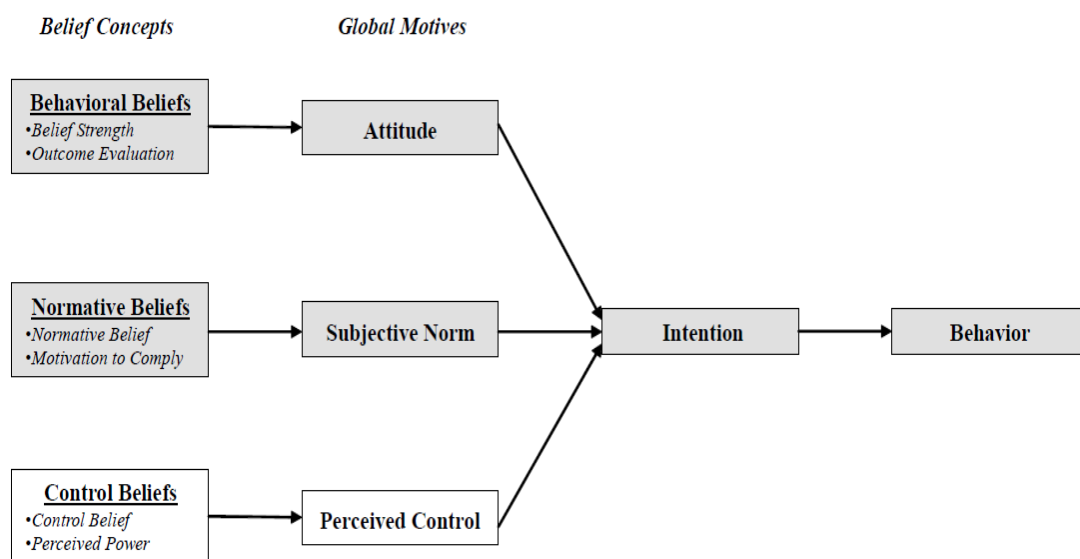 Belief Concepts
Global Motives
Behavioral Beliefs
•Belief Strength
•Outcome Evaluation
Attitude
Normative Beliefs
•Normative Belief
•Motivation to Comply
Subjective Norm
Intention
Behavior
Control Beliefs
•Control Belief
•Perceived Power
Perceived Control